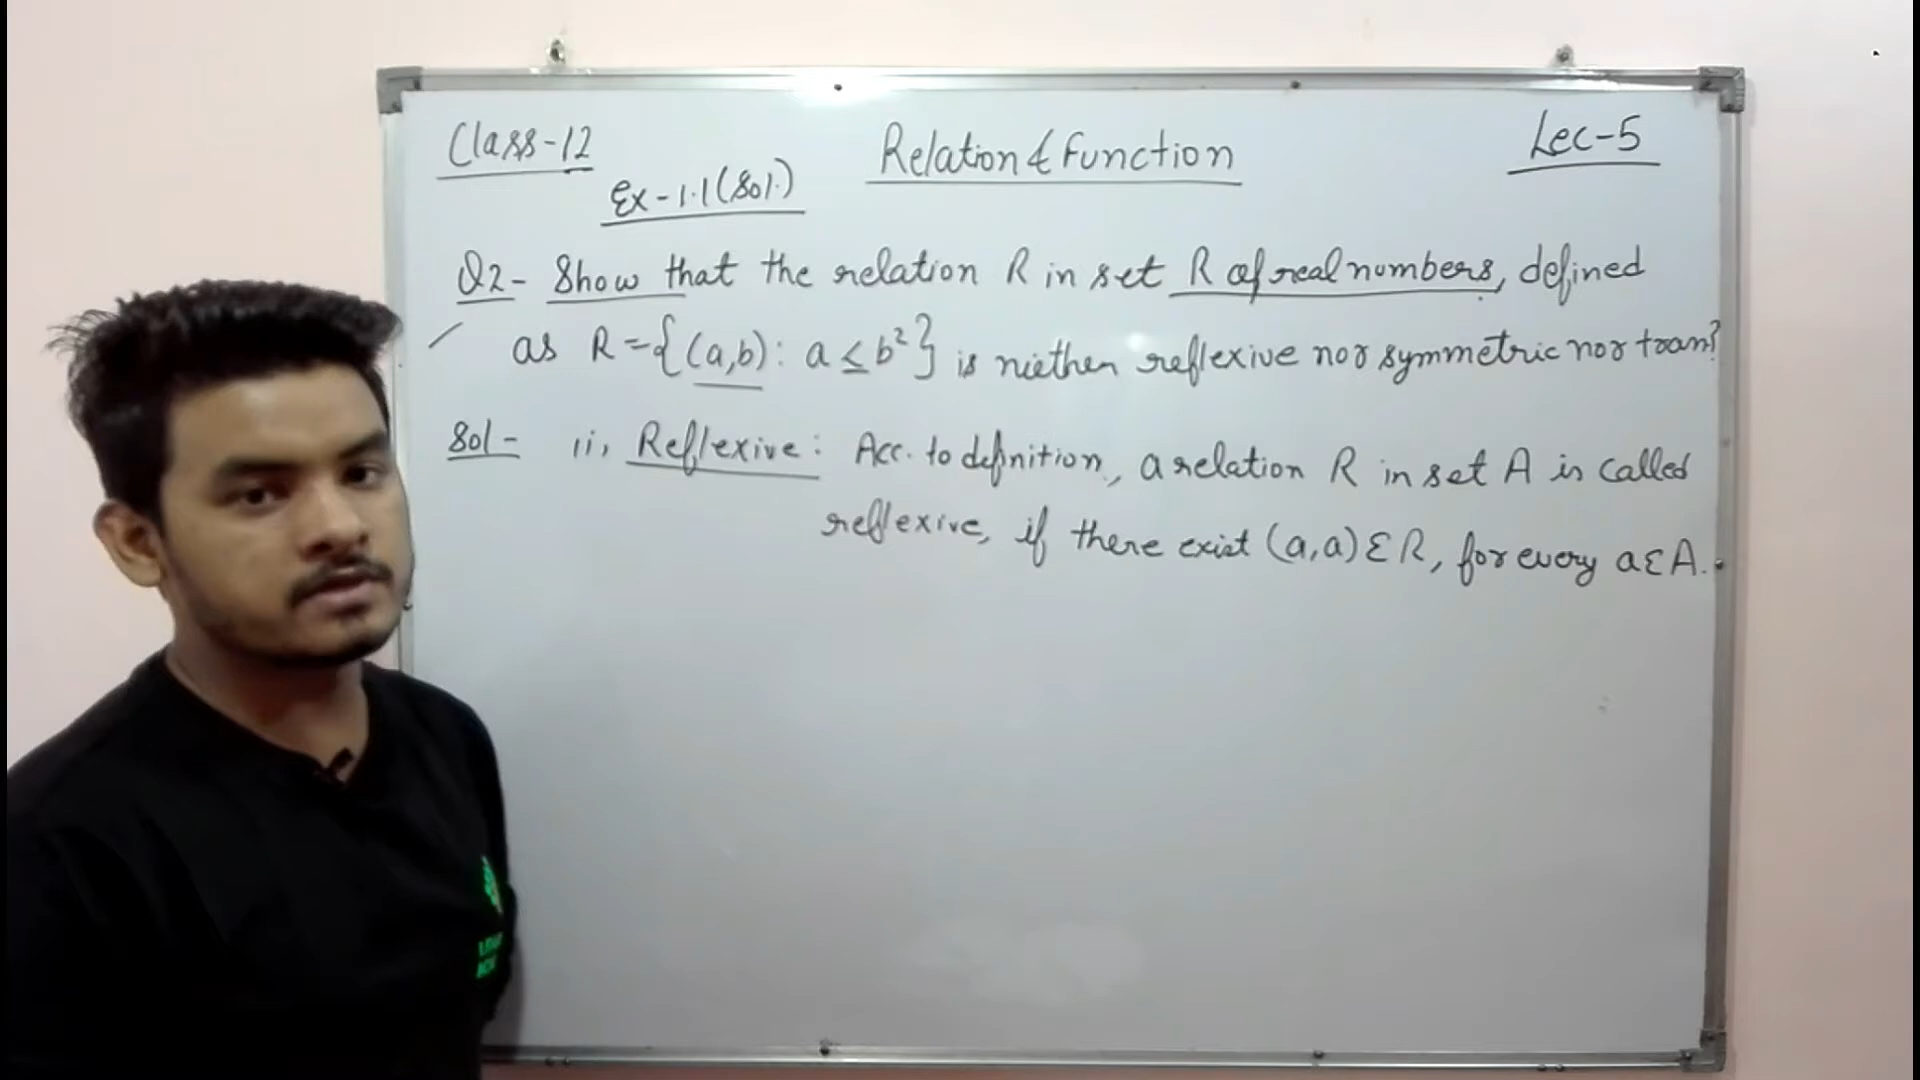 Class-12
Relation & Function
Lec-5
Ex-1.1(Sol.)
Q2- Show that the relation R in set R of real numbers, defined
as R={(a,b): a ≤ b²} is niether reflexive nor symmetric nor tran?
Sol- (i), Reflexive: Acc. to definition, a relation R in set A is called
reflexive, if there exist (a,a) ∈ R, for every a ∈ A.